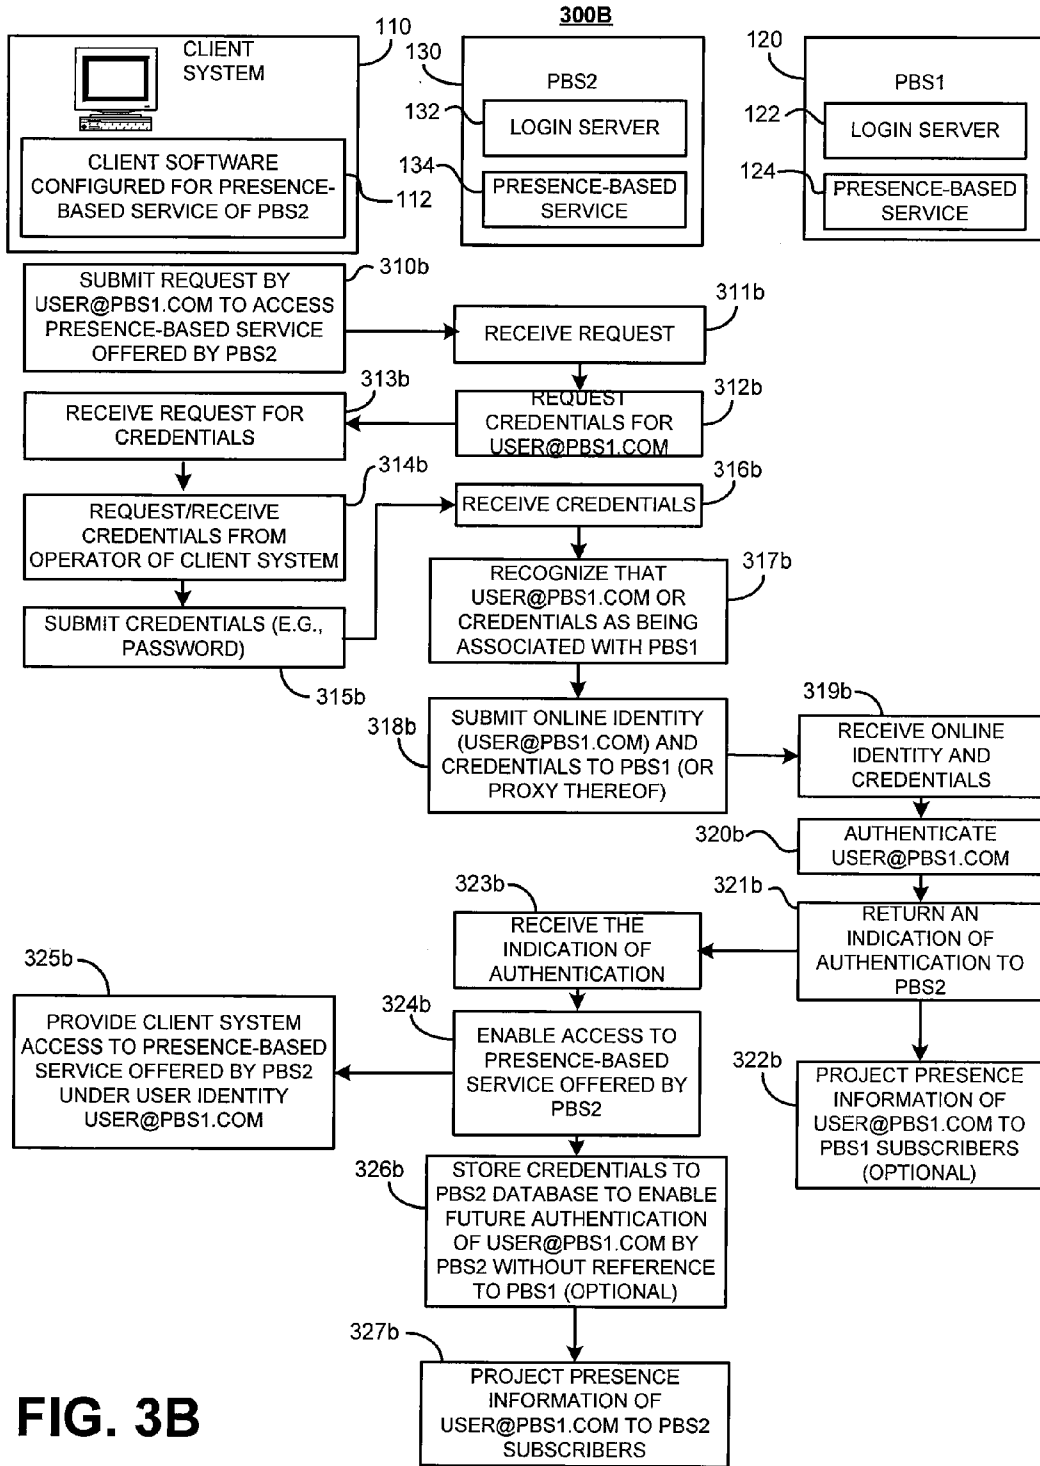 300B
CLIENT
SYSTEM
110
CLIENT SOFTWARE
CONFIGURED FOR PRESENCE-
BASED SERVICE OF PBS2
112
130
PBS2
132
LOGIN SERVER
134
PRESENCE-BASED
SERVICE
120
PBS1
122
LOGIN SERVER
124
PRESENCE-BASED
SERVICE
310b
SUBMIT REQUEST BY
USER@PBS1.COM TO ACCESS
PRESENCE-BASED SERVICE
OFFERED BY PBS2
311b
RECEIVE REQUEST
312b
REQUEST
CREDENTIALS FOR
USER@PBS1.COM
313b
RECEIVE REQUEST FOR
CREDENTIALS
314b
REQUEST/RECEIVE
CREDENTIALS FROM
OPERATOR OF CLIENT SYSTEM
SUBMIT CREDENTIALS (E.G.,
PASSWORD)
315b
316b
RECEIVE CREDENTIALS
317b
RECOGNIZE THAT
USER@PBS1.COM OR
CREDENTIALS AS BEING
ASSOCIATED WITH PBS1
318b
SUBMIT ONLINE IDENTITY
(USER@PBS1.COM) AND
CREDENTIALS TO PBS1 (OR
PROXY THEREOF)
319b
RECEIVE ONLINE
IDENTITY AND
CREDENTIALS
320b
AUTHENTICATE
USER@PBS1.COM
321b
RETURN AN
INDICATION OF
AUTHENTICATION TO
PBS2
322b
PROJECT PRESENCE
INFORMATION OF
USER@PBS1.COM TO
PBS1 SUBSCRIBERS
(OPTIONAL)
323b
RECEIVE THE
INDICATION OF
AUTHENTICATION
324b
ENABLE ACCESS TO
PRESENCE-BASED
SERVICE OFFERED BY
PBS2
325b
PROVIDE CLIENT SYSTEM
ACCESS TO PRESENCE-BASED
SERVICE OFFERED BY PBS2
UNDER USER IDENTITY
USER@PBS1.COM
326b
STORE CREDENTIALS TO
PBS2 DATABASE TO ENABLE
FUTURE AUTHENTICATION
OF USER@PBS1.COM BY
PBS2 WITHOUT REFERENCE
TO PBS1 (OPTIONAL)
327b
PROJECT PRESENCE
INFORMATION OF
USER@PBS1.COM TO PBS2
SUBSCRIBERS
FIG. 3B